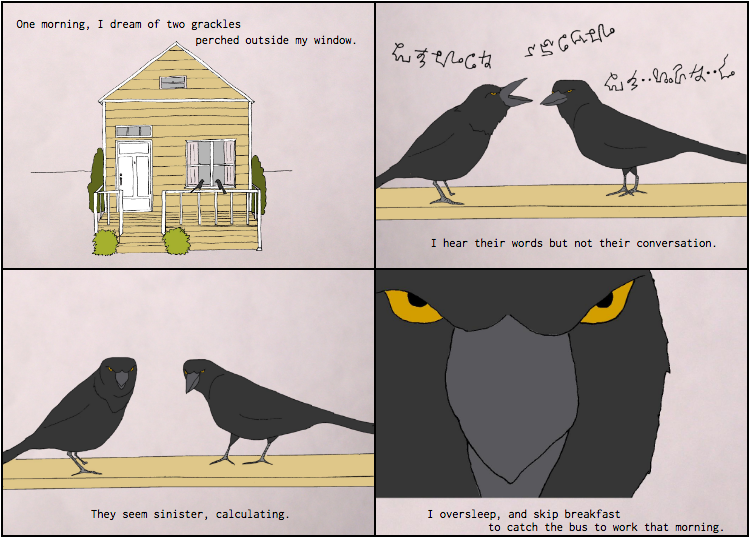 One morning, I dream of two grackles
perched outside my window.
I hear their words but not their conversation.
They seem sinister, calculating.
I oversleep, and skip breakfast
to catch the bus to work that morning.